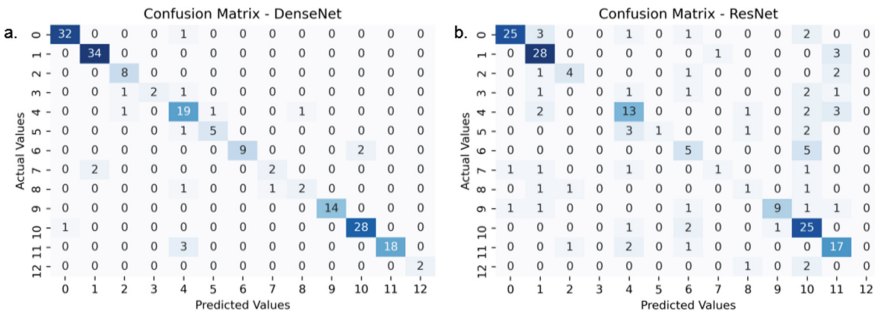 a.
Confusion Matrix - DenseNet
Actual Values
0 32 0 0 0 1 0 0 0 0 0 0 0 0
1 0 34 0 0 0 0 0 0 0 0 0 0 0
2 0 0 8 0 0 0 0 0 0 0 0 0 0
3 0 0 1 2 1 0 0 0 0 0 0 0 0
4 0 0 1 0 19 1 0 0 1 0 0 0 0
5 0 0 0 0 1 5 0 0 0 0 0 0 0
6 0 0 0 0 0 0 9 0 0 0 2 0 0
7 0 2 0 0 0 0 0 2 0 0 0 0 0
8 0 0 0 0 1 0 0 1 2 0 0 0 0
9 0 0 0 0 0 0 0 0 0 14 0 0 0
10 1 0 0 0 0 0 0 0 0 0 28 0 0
11 0 0 0 0 3 0 0 0 0 0 0 18 0
12 0 0 0 0 0 0 0 0 0 0 0 0 2
0 1 2 3 4 5 6 7 8 9 10 11 12
Predicted Values
b.
Confusion Matrix - ResNet
Actual Values
0 25 3 0 0 1 0 1 0 0 0 2 0 0
1 0 28 0 0 0 0 0 1 0 0 0 3 0
2 0 1 4 0 0 0 1 0 0 0 0 2 0
3 0 1 0 0 1 0 1 0 0 0 2 1 0
4 0 2 0 0 13 0 0 0 1 0 2 3 0
5 0 0 0 0 3 1 0 0 1 0 2 0 0
6 0 0 0 0 0 0 5 0 0 0 5 0 0
7 1 1 0 0 1 0 0 1 0 0 1 0 0
8 0 1 1 0 0 0 0 0 1 0 1 0 0
9 1 1 0 0 0 0 1 0 0 9 1 1 0
10 0 0 0 0 1 0 2 0 0 1 25 0 0
11 0 0 1 0 2 0 1 0 0 0 0 17 0
12 0 0 0 0 0 0 0 0 1 0 2 0 0
0 1 2 3 4 5 6 7 8 9 10 11 12
Predicted Values